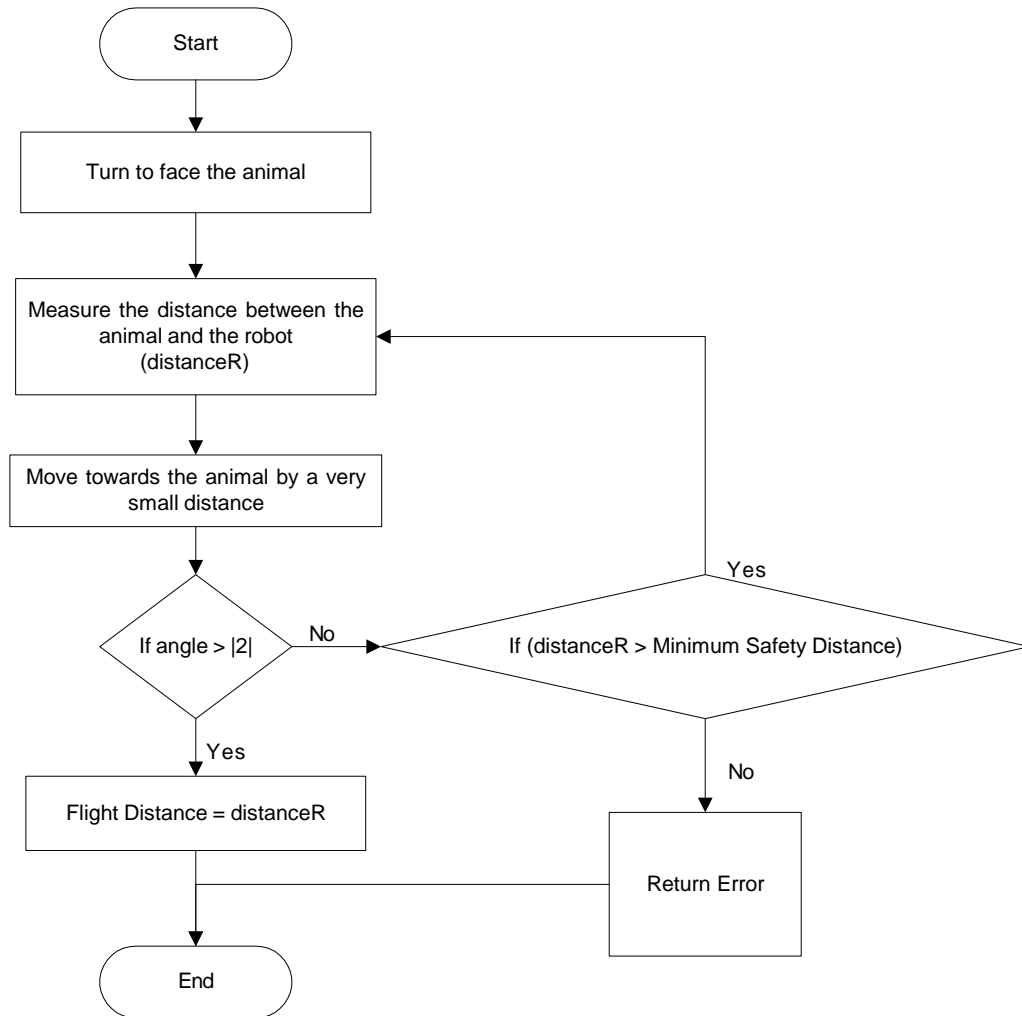 Start
Turn to face the animal
Measure the distance between the
animal and the robot
(distanceR)
Move towards the animal by a very
small distance
If angle > |2|
No
If (distanceR > Minimum Safety Distance)
Yes
Yes
No
Flight Distance = distanceR
Return Error
End